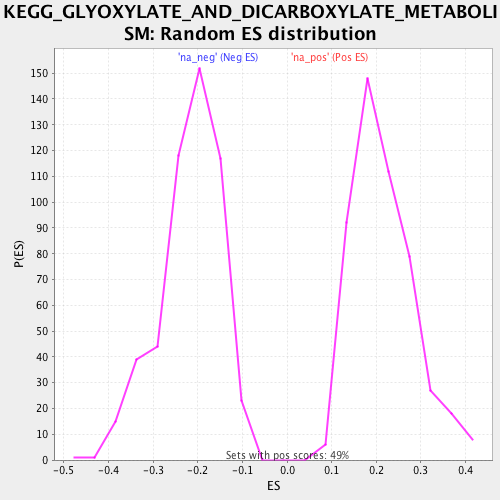 KEGG_GLYOXYLATE_AND_DICARBOXYLATE_METABOLI
SM: Random ES distribution
'na_neg' (Neg ES) 'na_pos' (Pos ES)
150
140
130
120
110
100
90
80
70
60
50
40
30
20
10
0
P(ES)
Sets with pos scores: 49%
-0.5 -0.4 -0.3 -0.2 -0.1 0.0 0.1 0.2 0.3 0.4
ES